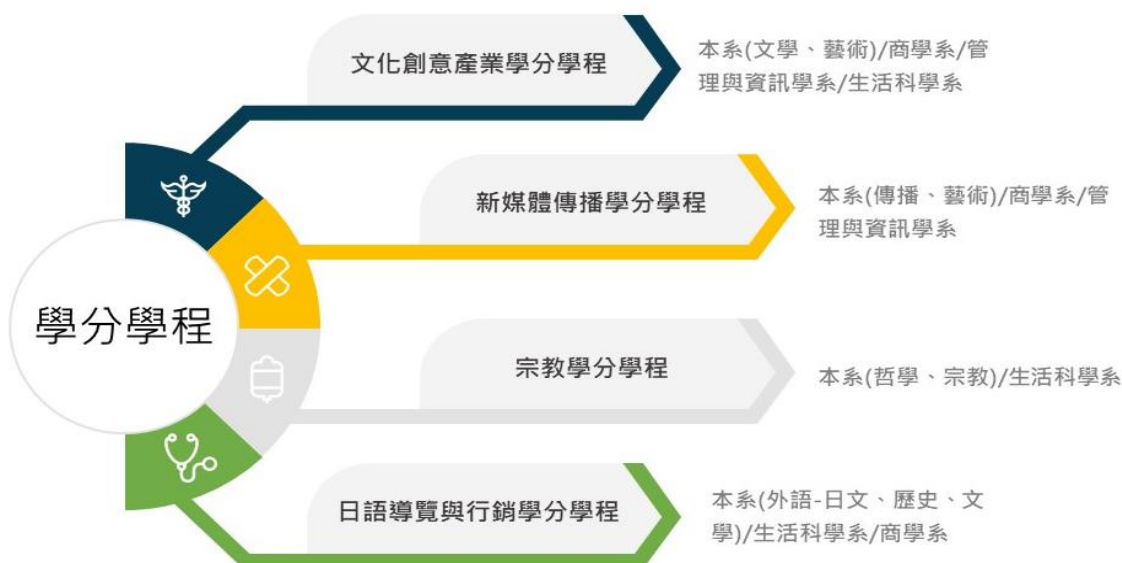 文化創意產業學分學程
本系(文學、藝術)/商學系/管
理與資訊學系/生活科學系
新媒體傳播學分學程
本系(傳播、藝術)/商學系/管
理與資訊學系
學分學程
宗教學分學程
本系(哲學、宗教)/生活科學系
日語導覽與行銷學分學程
本系(外語-日文、歷史、文
學)/生活科學系/商學系